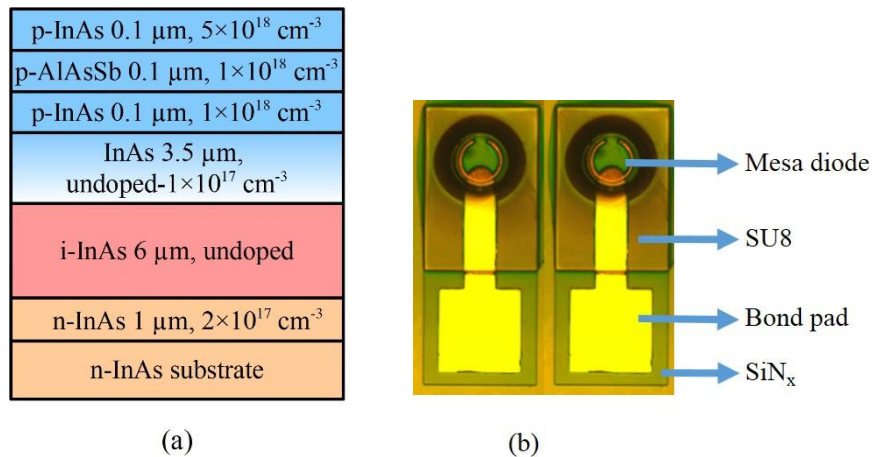 p-InAs 0.1 µm, 5×10¹⁸ cm⁻³
p-AlAsSb 0.1 µm, 1×10¹⁸ cm⁻³
p-InAs 0.1 µm, 1×10¹⁸ cm⁻³
InAs 3.5 µm,
undoped-1×10¹⁷ cm⁻³
i-InAs 6 µm, undoped
n-InAs 1 µm, 2×10¹⁷ cm⁻³
n-InAs substrate
(a)
Mesa diode
SU8
Bond pad
SiNₓ
(b)